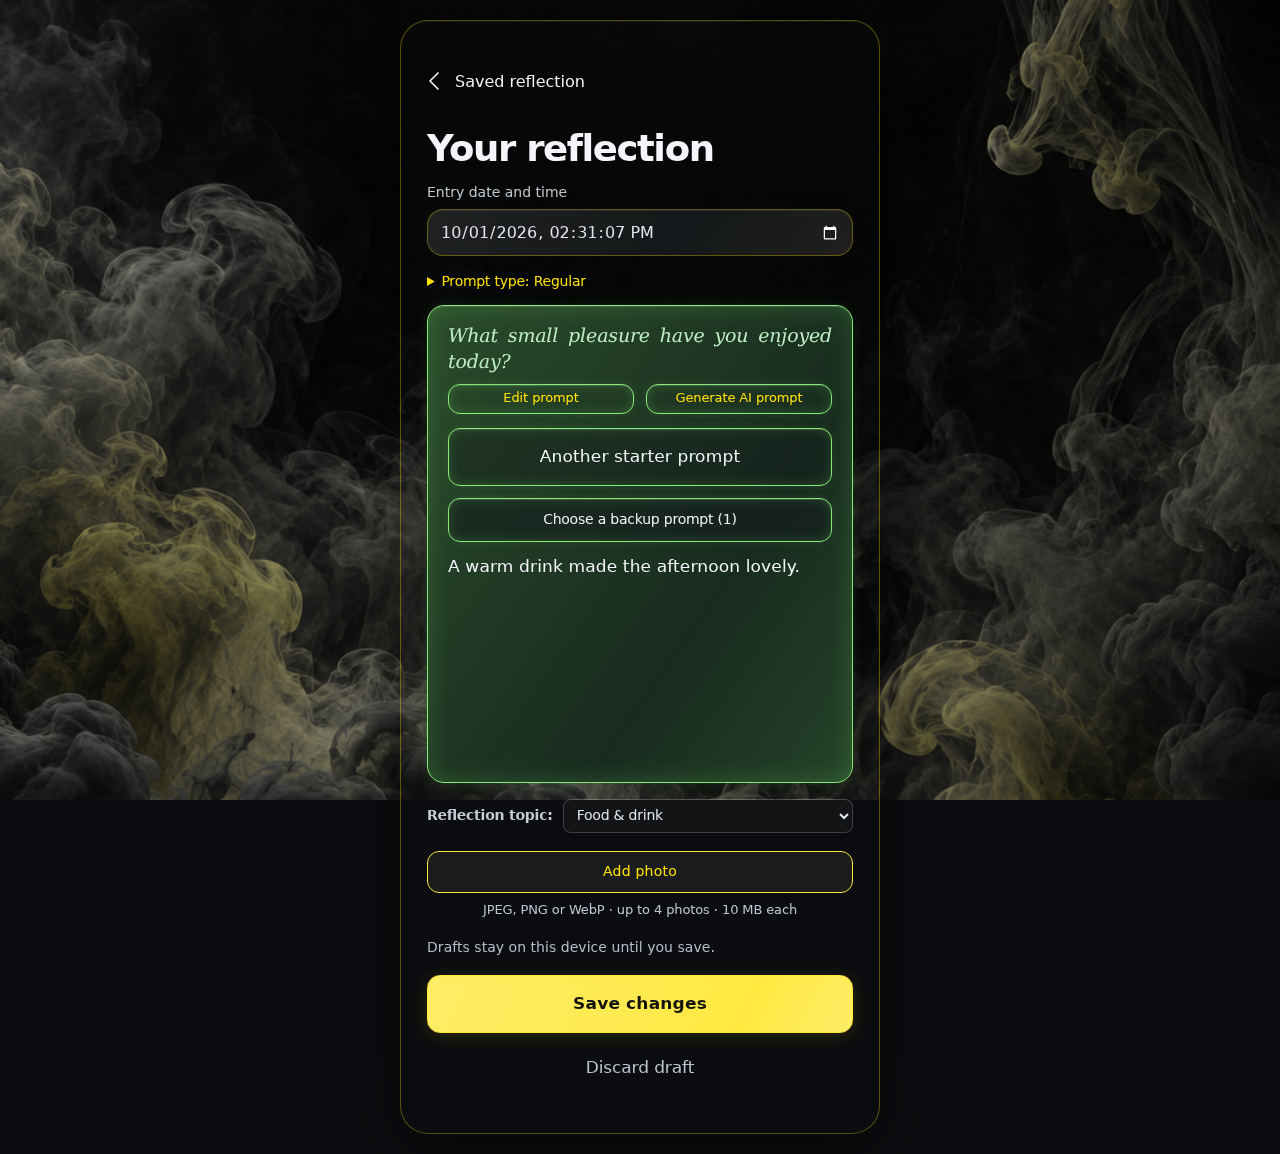 Saved reflection
Your reflection
Entry date and time
10/01/2026, 02:31:07 PM
Prompt type: Regular
What small pleasure have you enjoyed
today?
Edit prompt
Generate AI prompt
Another starter prompt
Choose a backup prompt (1)
A warm drink made the afternoon lovely.
Reflection topic:
Food & drink
Add photo
JPEG, PNG or WebP · up to 4 photos · 10 MB each
Drafts stay on this device until you save.
Save changes
Discard draft